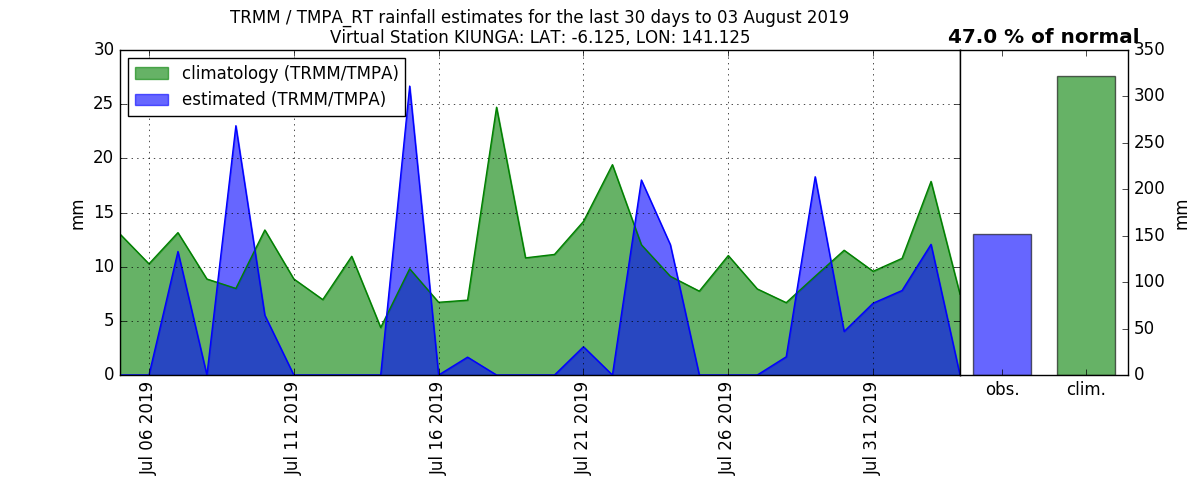 TRMM / TMPA_RT rainfall estimates for the last 30 days to 03 August 2019
Virtual Station KIUNGA: LAT: -6.125, LON: 141.125
47.0 % of normal
climatology (TRMM/TMPA)
estimated (TRMM/TMPA)
30
25
20
15
10
5
0
mm
Jul 06 2019
Jul 11 2019
Jul 16 2019
Jul 21 2019
Jul 26 2019
Jul 31 2019
350
300
250
200
150
100
50
0
mm
obs.
clim.